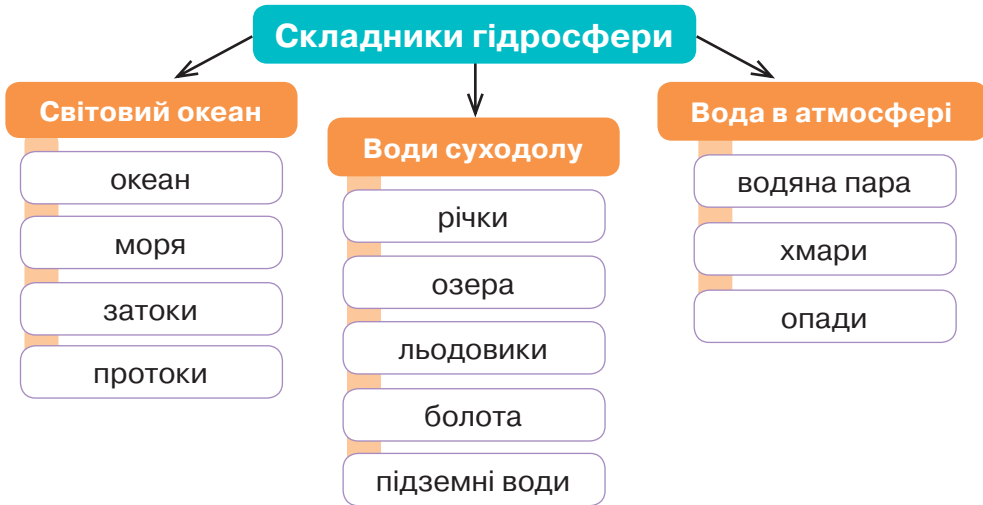 Складники гідросфери
Світовий океан
океан
моря
затоки
протоки
Води суходолу
річки
озера
льодовики
болота
підземні води
Вода в атмосфері
водяна пара
хмари
опади